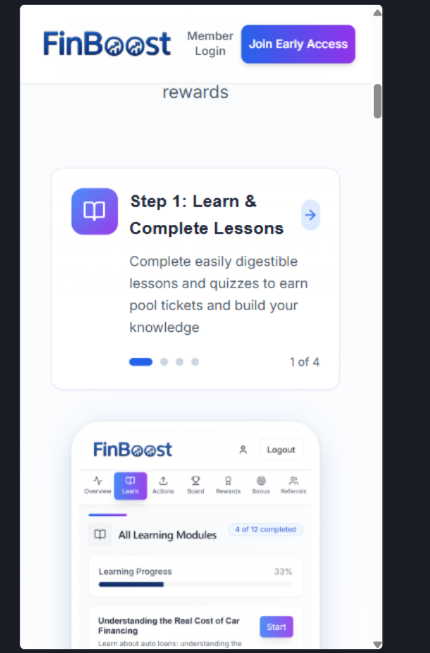 FinBoost
Member
Login
Join Early Access
rewards
Step 1: Learn &
Complete Lessons
Complete easily digestible
lessons and quizzes to earn
pool tickets and build your
knowledge
1 of 4
FinBoost
Logout
Overview
Learn
Actions
Board
Rewards
Bonus
Referrals
All Learning Modules
4 of 12 completed
Learning Progress
33%
Understanding the Real Cost of Car
Financing
Start
Learn about auto loans: understanding the